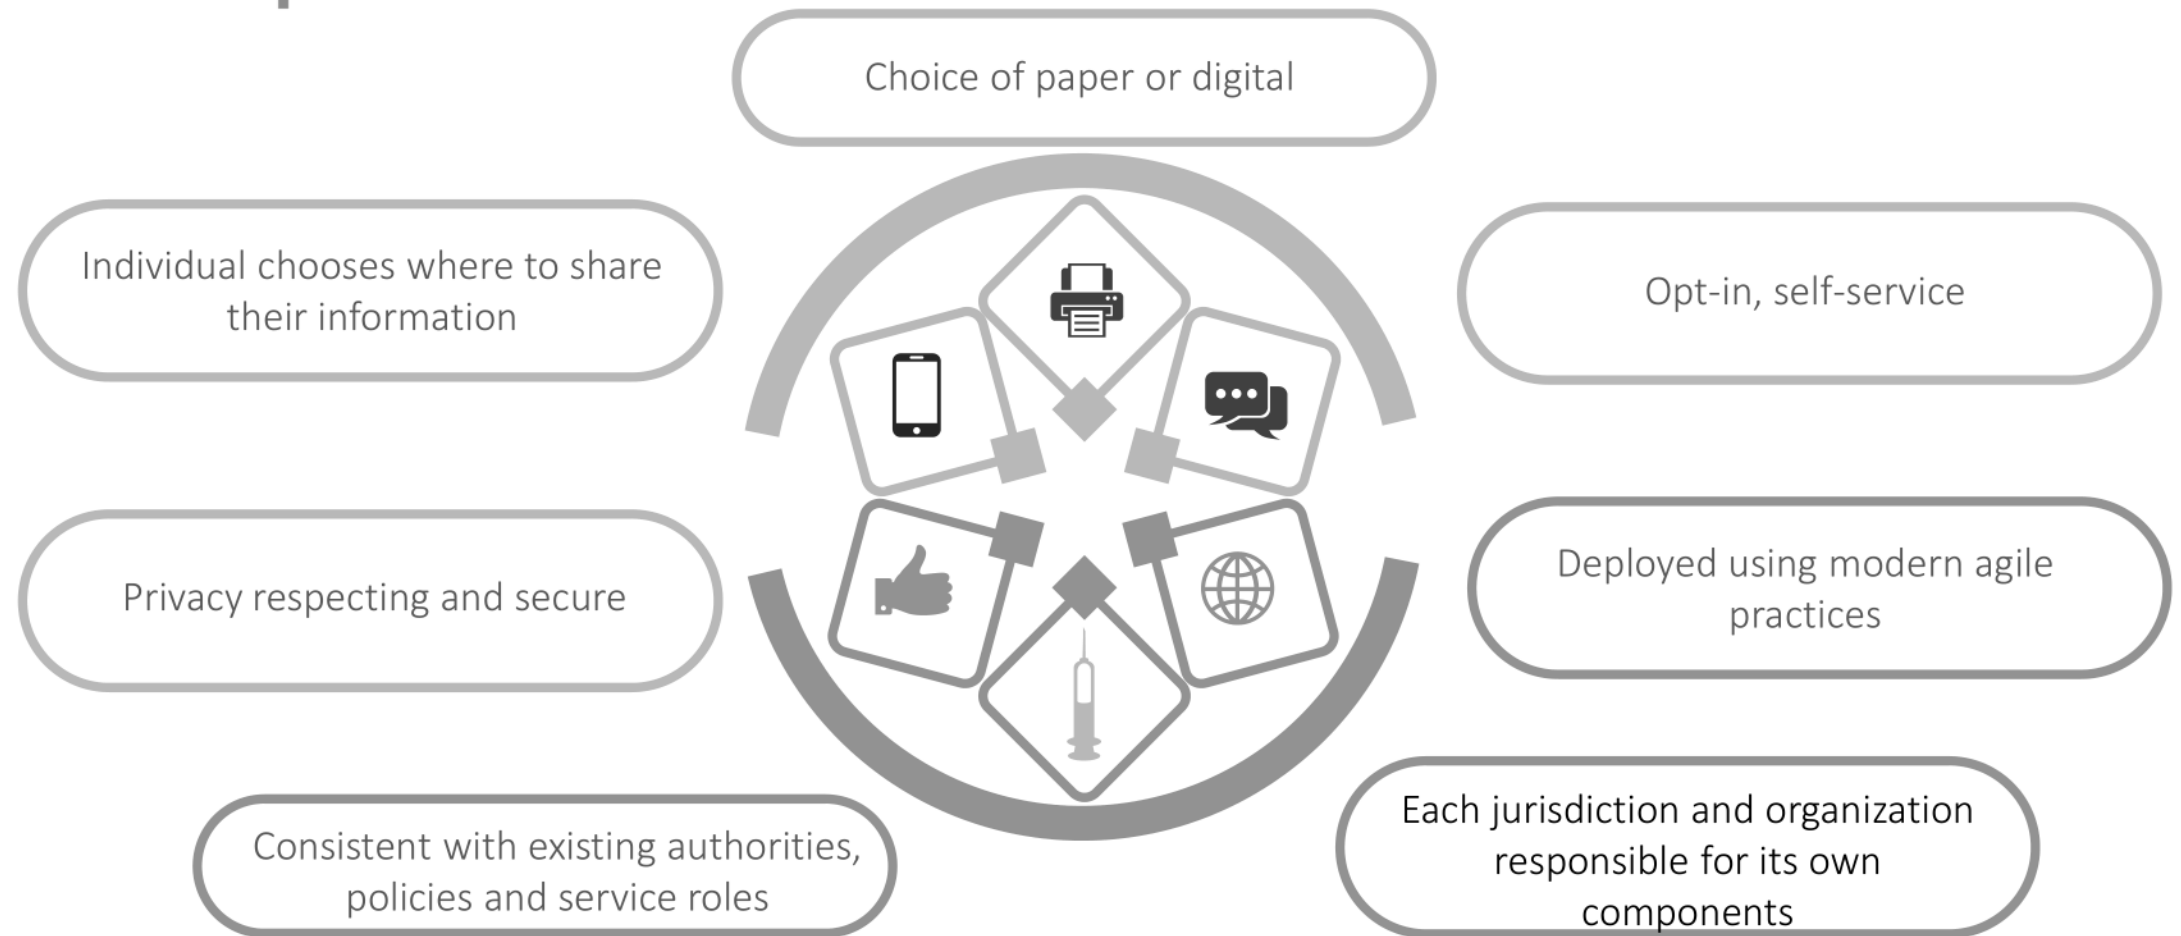 Choice of paper or digital
Individual chooses where to share
their information
Opt-in, self-service
Privacy respecting and secure
Deployed using modern agile
practices
Consistent with existing authorities,
policies and service roles
Each jurisdiction and organization
responsible for its own
components